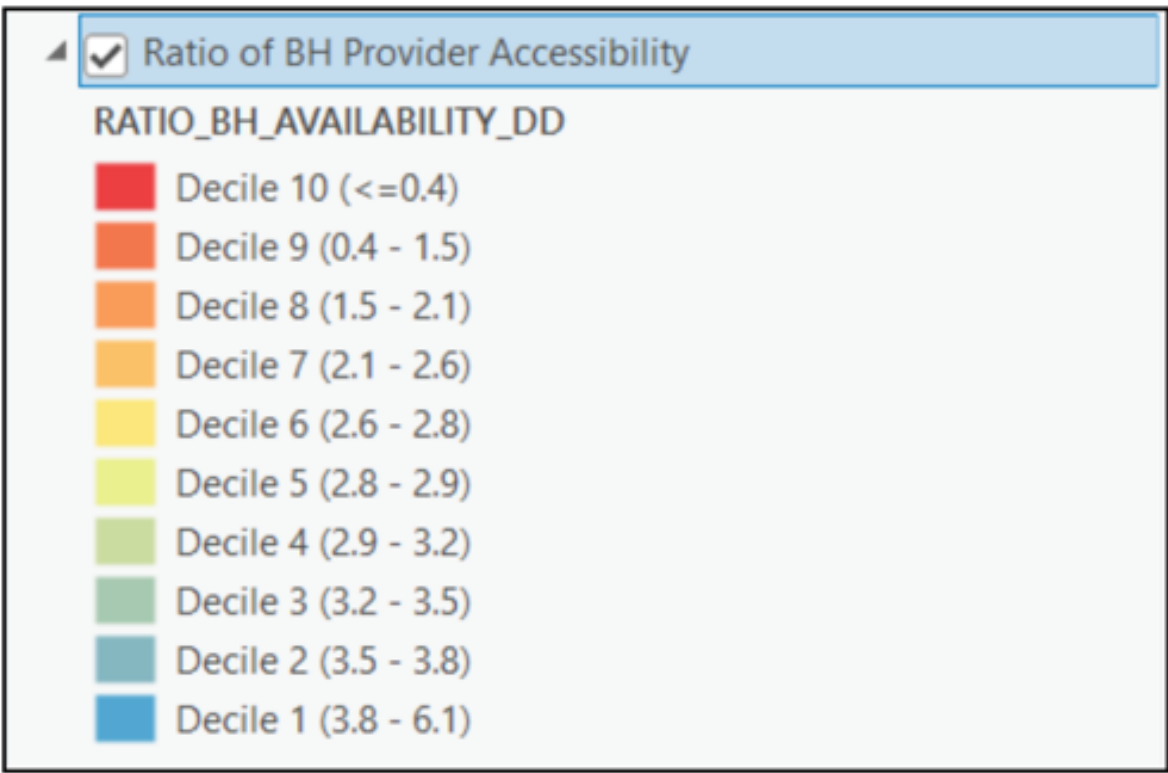 Ratio of BH Provider Accessibility
RATIO_BH_AVAILABILITY_DD
Decile 10 (<=0.4)
Decile 9 (0.4 - 1.5)
Decile 8 (1.5 - 2.1)
Decile 7 (2.1 - 2.6)
Decile 6 (2.6 - 2.8)
Decile 5 (2.8 - 2.9)
Decile 4 (2.9 - 3.2)
Decile 3 (3.2 - 3.5)
Decile 2 (3.5 - 3.8)
Decile 1 (3.8 - 6.1)